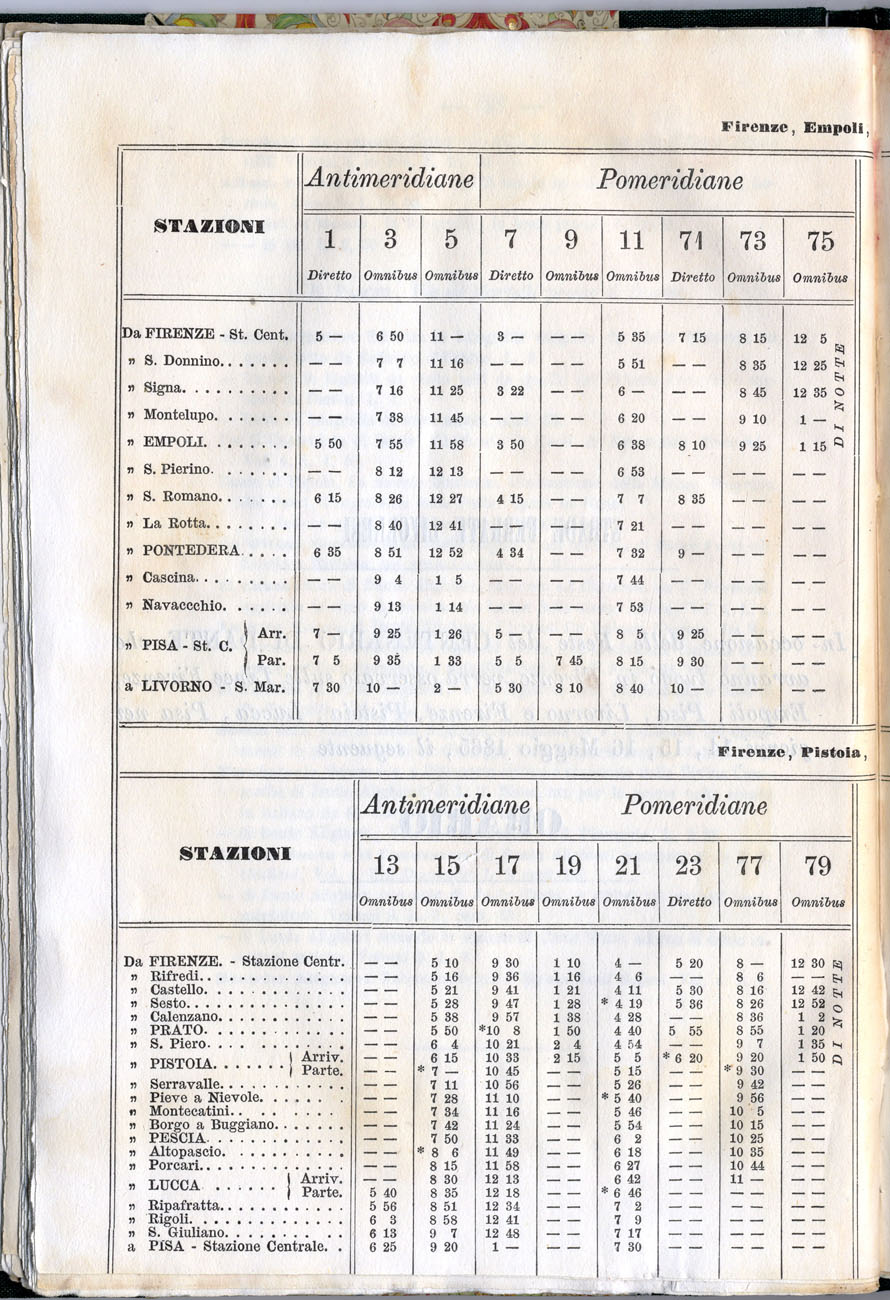 Firenze, Empoli,
STAZIONI Antimeridiane Pomeridiane
1 3 5 7 9 11 71 73 75
Diretto Omnibus Omnibus Diretto Omnibus Omnibus Diretto Omnibus Omnibus
Da FIRENZE - St. Cent. 5 — 6 50 11 — 3 — 5 35 7 15 8 15 12 5
„ S. Donnino........ — — 7 7 11 16 — — 5 51 — — 8 35 12 25
„ Signa.......... — — 7 16 11 25 3 22 6 — — — 8 45 12 35
„ Montelupo........ — — 7 38 11 45 — — 6 20 9 10 1 —
„ EMPOLI......... 5 50 7 55 11 58 3 50 — — 6 38 8 10 9 25 1 15
DI NOTTE
„ S. Pierino........ — — 8 12 12 13 — — — — 6 53 — — — — — —
„ S. Romano....... 6 15 8 26 12 27 4 15 — — 7 7 8 35 — — — —
„ La Rotta......... — — 8 40 12 41 — — — — 7 21 — — — — — —
„ PONTEDERA.... 6 35 8 51 12 52 4 34 — — 7 32 9 — — — — —
„ Cascina.......... — — 9 4 1 5 — — — — 7 44 — — — — — —
„ Navaccchio....... — — 9 13 1 14 — — — — 7 53 — — — — — —
„ PISA - St. C. Arr. 7 — 9 25 1 26 5 — — — 8 5 9 25 — — — —
Par. 7 5 9 35 1 33 5 5 7 45 8 15 9 30 — — — —
a LIVORNO - S. Mar. 7 30 10 — 2 — 5 30 8 10 8 40 10 — — — — —
Firenze, Pistoia,
STAZIONI Antimeridiane Pomeridiane
13 15 17 19 21 23 77 79
Omnibus Omnibus Omnibus Omnibus Omnibus Diretto Omnibus Omnibus
Da FIRENZE. - Stazione Centr. — — 5 10 9 30 1 10 4 — 5 20 8 — 12 30
„ Rifredi............... — — 5 16 9 36 1 16 4 6 — — 8 6 — —
„ Castello............... — — 5 21 9 41 1 21 4 11 5 30 8 16 12 42
„ Sesto................. — — 5 28 9 47 1 28 * 4 19 5 36 8 26 12 52
„ Calenzano............. — — 5 38 9 57 1 38 4 28 8 36 1 2
„ PRATO............... — — 5 50 *10 8 1 50 4 40 5 55 8 55 1 20
„ S. Piero............... — — 6 4 10 21 2 4 4 54 9 7 1 35
„ PISTOIA........ Arriv. — — 6 15 10 33 2 15 5 5 * 6 20 9 20 1 50
Parte. — — * 7 — 10 45 — — 5 15 — — * 9 30
DI NOTTE
„ Serravalle............. — — 7 11 10 56 — — 5 26 — — 9 42 — —
„ Pieve a Nievole........ — — 7 28 11 10 — — * 5 40 — — 9 56 — —
„ Montecatini............ — — 7 34 11 16 — — 5 46 — — 10 5 — —
„ Borgo a Buggiano....... — — 7 42 11 24 — — 5 54 — — 10 15 — —
„ PESCIA............... — — 7 50 11 33 — — 6 2 — — 10 25 — —
„ Altopascio............. — — * 8 6 11 49 — — 6 18 — — 10 35 — —
„ Porcari................ — — 8 15 11 58 — — 6 27 — — 10 44 — —
„ LUCCA ...... Arriv. — — 8 30 12 13 — — 6 42 — — 11 — — —
Parte. 5 40 8 35 12 18 — — * 6 46 — — — — — —
„ Ripafratta............. 5 56 8 51 12 34 — — 7 2 — — — — — —
„ Rigoli................. 6 3 8 58 12 41 — — 7 9 — — — — — —
„ S. Giuliano............ 6 13 9 7 12 48 — — 7 17 — — — — — —
a PISA - Stazione Centrale. . 6 25 9 20 1 — — — 7 30 — — — — — —